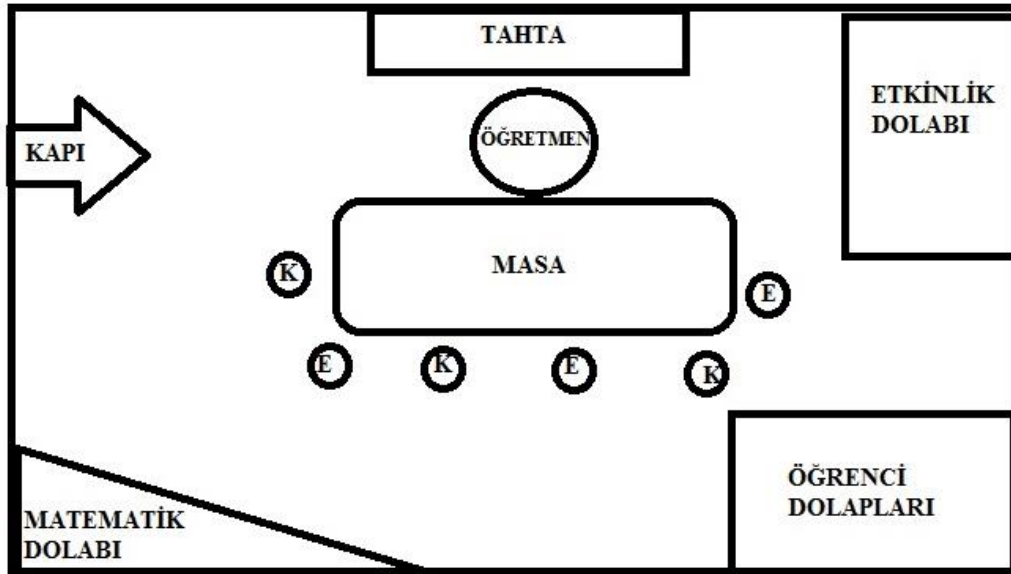 TAHTA
ETKİNLİK
DOLABI
ÖĞRETMEN
KAPI
MASA
K
E
E
K
E
K
ÖĞRENCİ
DOLAPLARI
MATEMATİK
DOLABI